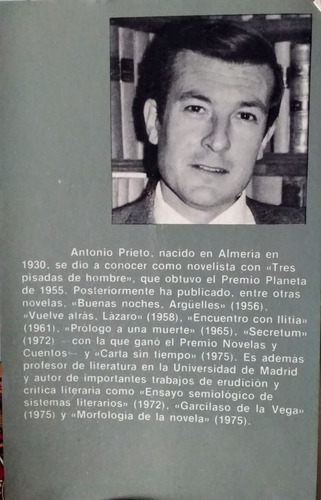 Antonio Prieto, nacido en Almería en
1930, se dio a conocer como novelista con «Tres
pisadas de hombre», que obtuvo el Premio Planeta
de 1955. Posteriormente ha publicado, entre otras
novelas, «Buenas noches, Argüelles» (1956),
«Vuelve atrás, Lázaro» (1958), «Encuentro con Ilitia»
(1961), «Prólogo a una muerte» (1965), «Secretum»
(1972) —con la que ganó el Premio Novelas y
Cuentos— y «Carta sin tiempo» (1975). Es además
profesor de literatura en la Universidad de Madrid
y autor de importantes trabajos de erudición y
crítica literaria como «Ensayo semiológico de
sistemas literarios» (1972), «Garcilaso de la Vega»
(1975) y «Morfología de la novela» (1975).